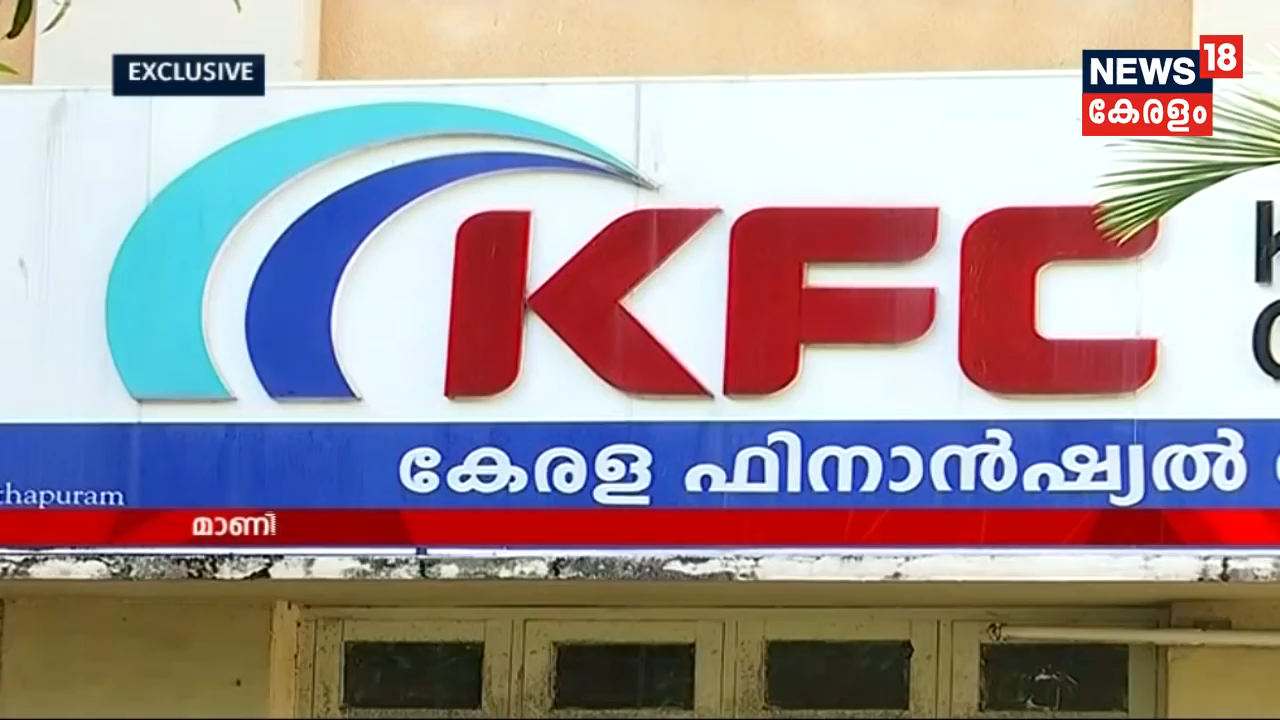 EXCLUSIVE
NEWS 18
കേരളം
KFC
കേരള ഫിനാൻഷ്യൽ
thapuram
മാണി